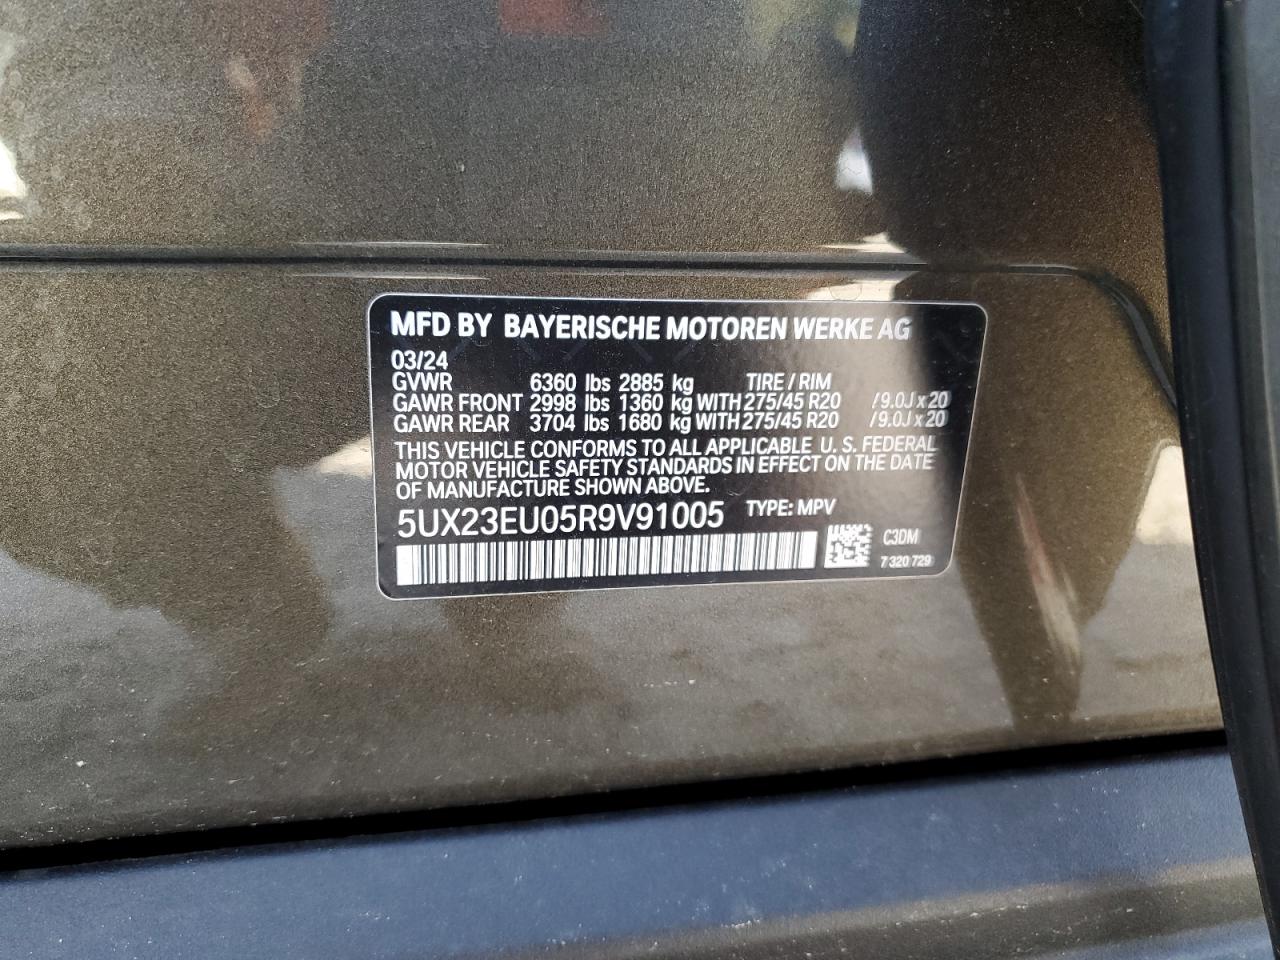 MFD BY BAYERISCHE MOTOREN WERKE AG
03/24
GVWR 6360 lbs 2885 kg TIRE / RIM
GAWR FRONT 2998 lbs 1360 kg WITH 275/45 R20 /9.0J x 20
GAWR REAR 3704 lbs 1680 kg WITH 275/45 R20 /9.0J x 20
THIS VEHICLE CONFORMS TO ALL APPLICABLE U. S. FEDERAL
MOTOR VEHICLE SAFETY STANDARDS IN EFFECT ON THE DATE
OF MANUFACTURE SHOWN ABOVE.
5UX23EU05R9V91005 TYPE: MPV
C3DM
7 320 729